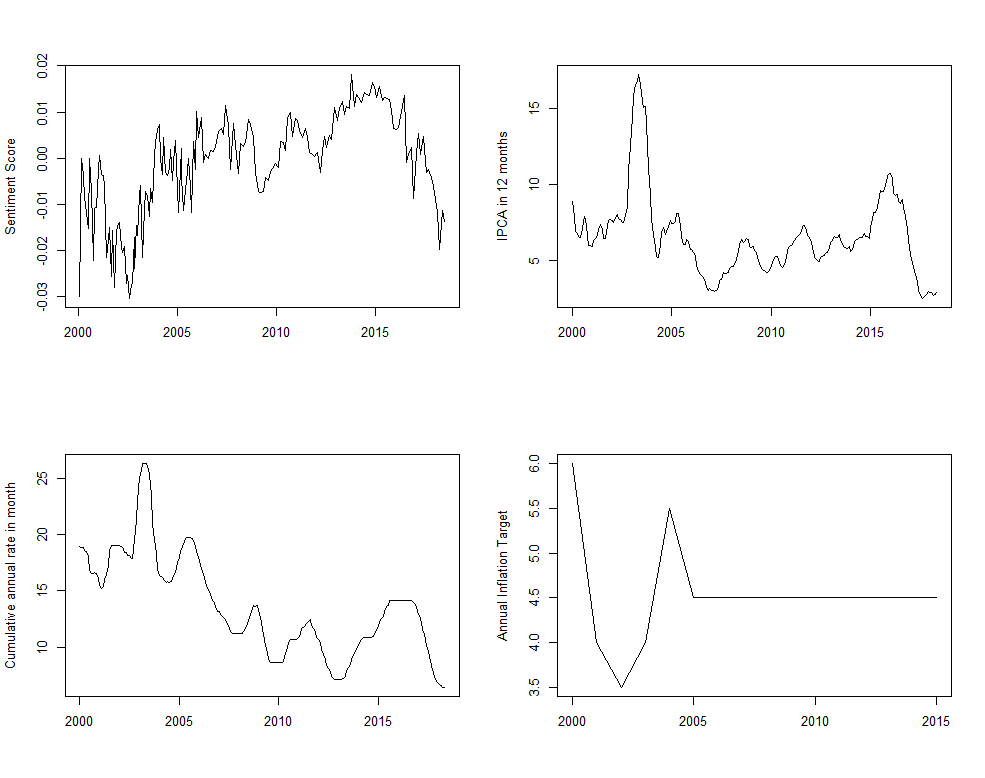 Sentiment Score
-0.03 -0.02 -0.01 0.00 0.01 0.02
2000 2005 2010 2015
IPCA in 12 months
5 10 15
2000 2005 2010 2015
Cumulative annual rate in month
10 15 20 25
2000 2005 2010 2015
Annual Inflation Target
3.5 4.0 4.5 5.0 5.5 6.0
2000 2005 2010 2015